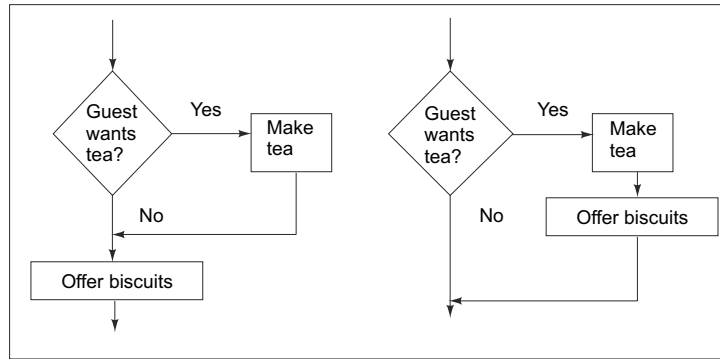 Guest
wants
tea?
Yes
Make
tea
No
Offer biscuits
Guest
wants
tea?
Yes
Make
tea
No
Offer biscuits